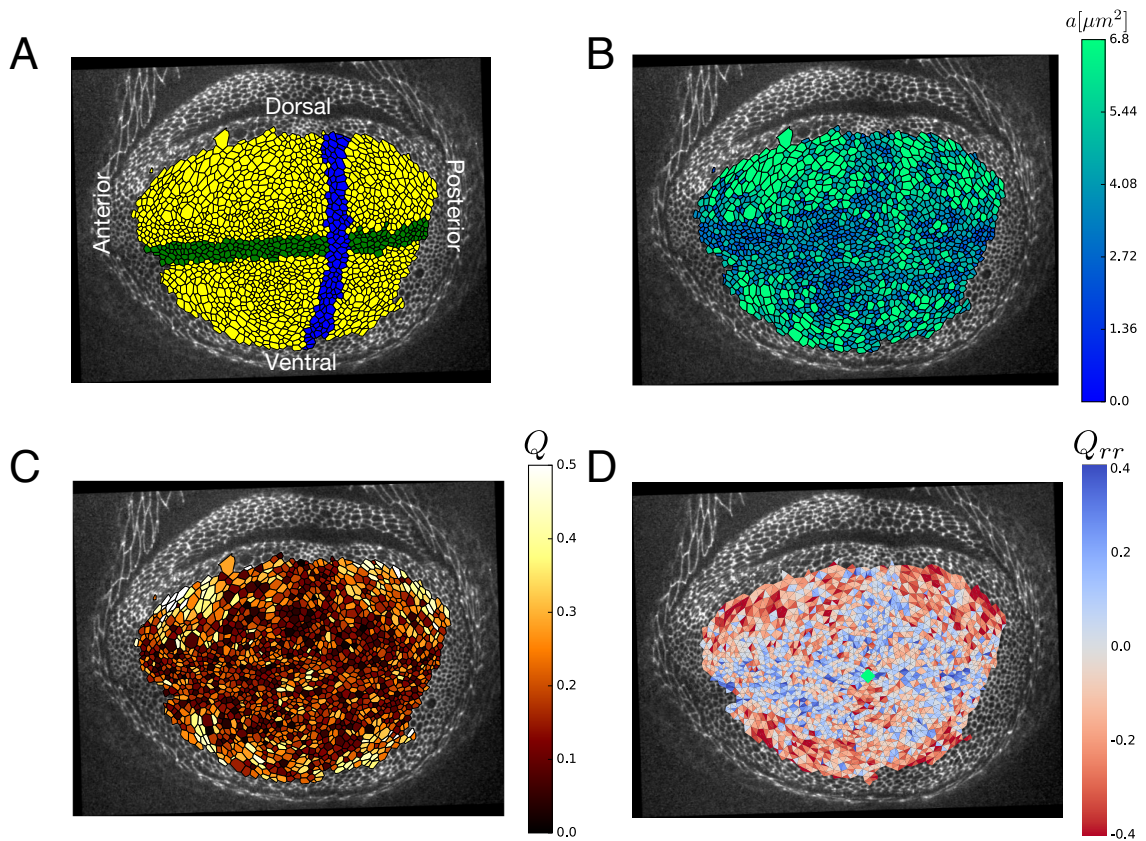 A
Dorsal
Anterior
Posterior
Ventral
B
a[μm²]
6.8
5.44
4.08
2.72
1.36
0.0
C
Q
0.5
0.4
0.3
0.2
0.1
0.0
D
Q_{rr}
0.4
0.2
0.0
-0.2
-0.4